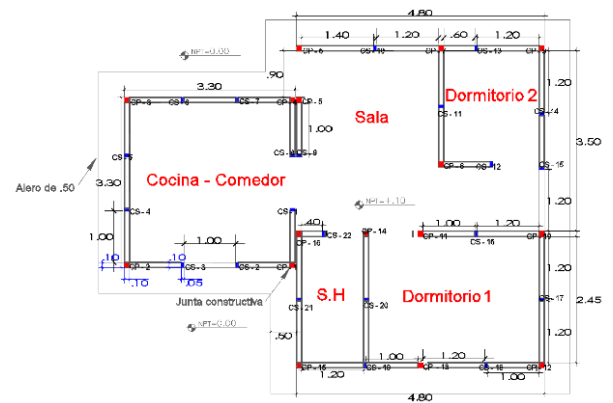 4.80
1.40 1.20 .60 1.20
CP-6 CS-10 CS-13
NPT=0.00
.90
3.30
1.20
CP-3 CS-6 CS-7 CP-5
Dormitorio 2
Sala
CS-11
CS-14
1.00
3.50
CS-8 CS-9
CS-5
CP-8 CS-12 CS-15
Cocina - Comedor
Alero de .50
3.30
NPT=+.10
1.20
CS-4
.40
1.00 1.20
1.00
1.00
CP-14
CS-22
CP-16
CP-11 CS-16 CP-10
.10 .10
CP-2 CS-3 CS-2 CP-1
1.20
.10 .05
S.H
Dormitorio 1
2.45
Junta constructiva
CS-21 CS-20 CS-17
NPT=0.00
.50
1.20
1.00 1.20
CP-15 CS-19 CP-13 CS-18 CP-12
1.20 1.00
4.80